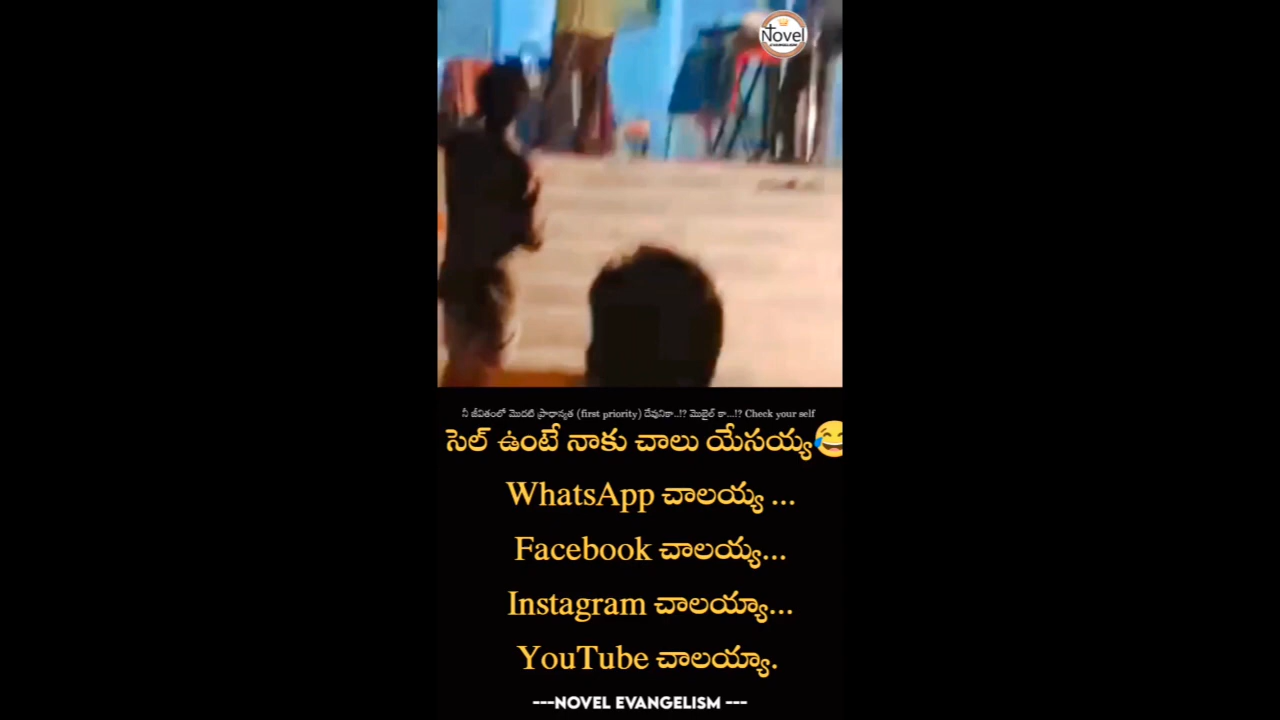 Novel
EVANGELISM
నీ జీవితంలో మొదటి ప్రాధాన్యత (first priority) దేవునికా..!? మొబైల్ కా...!? Check your self
సెల్ ఉంటే నాకు చాలు యేసయ్య😂
WhatsApp చాలయ్య ...
Facebook చాలయ్య...
Instagram చాలయ్యా...
YouTube చాలయ్యా.
---NOVEL EVANGELISM ---